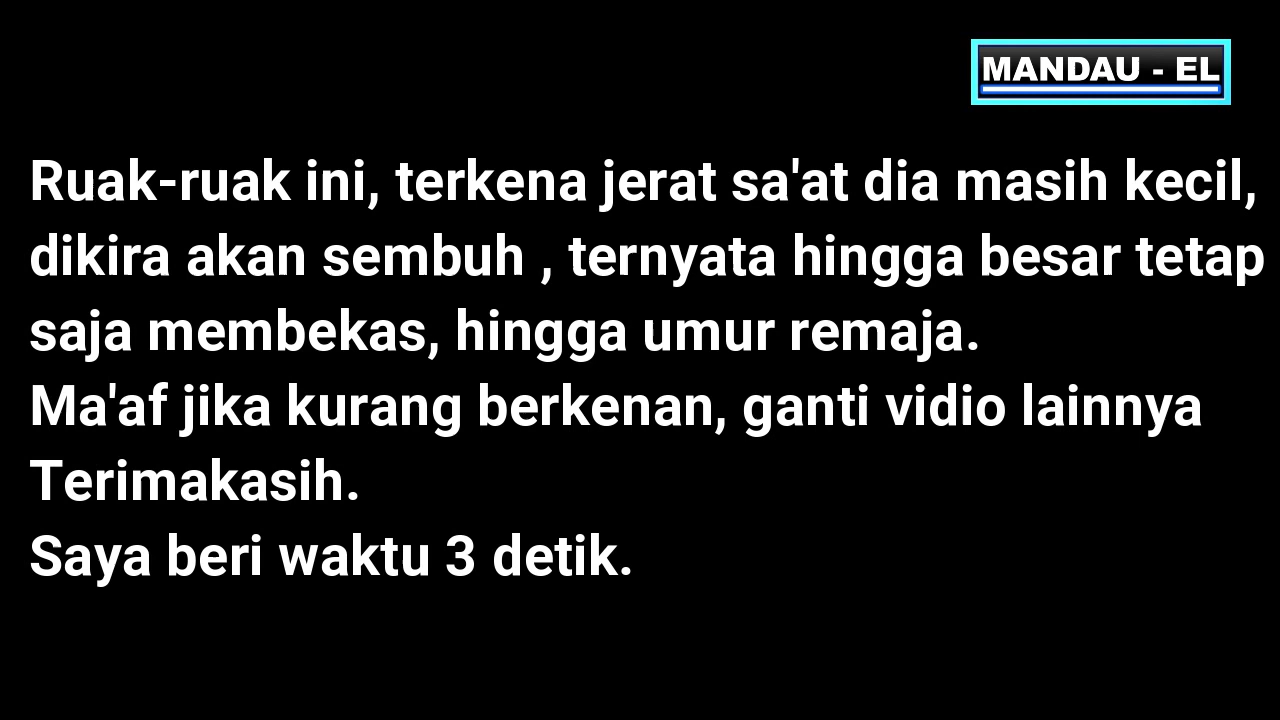 MANDAU - EL
Ruak-ruak ini, terkena jerat sa'at dia masih kecil,
dikira akan sembuh , ternyata hingga besar tetap
saja membekas, hingga umur remaja.
Ma'af jika kurang berkenan, ganti vidio lainnya
Terimakasih.
Saya beri waktu 3 detik.